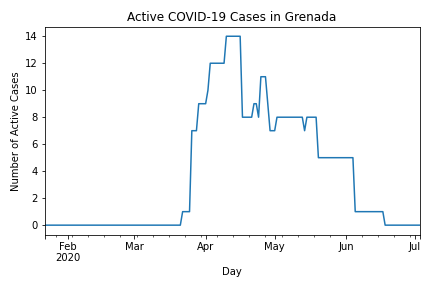 Active COVID-19 Cases in Grenada
Number of Active Cases
14
12
10
8
6
4
2
0
Feb Mar Apr May Jun Jul
2020
Day